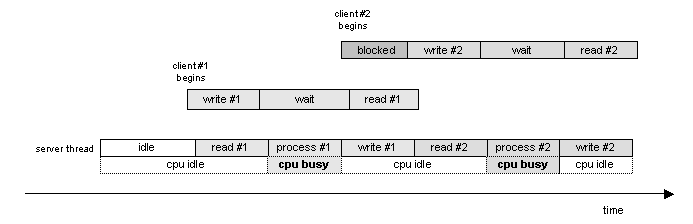 client #2
begins
blocked write #2 wait read #2
client #1
begins
write #1 wait read #1
server thread idle read #1 process #1 write #1 read #2 process #2 write #2
cpu idle cpu busy cpu idle cpu busy cpu idle
time